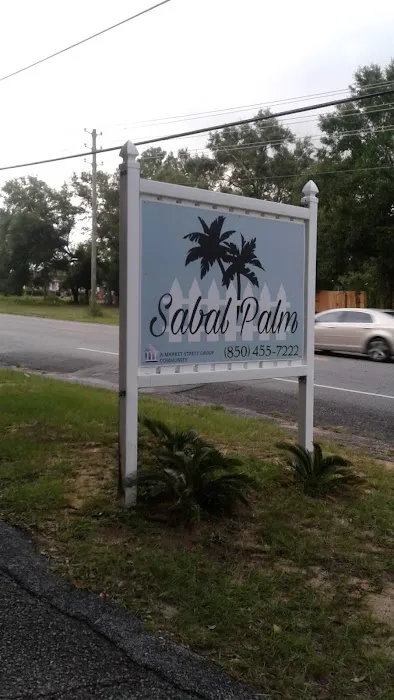 Sabal Palm
(850) 455-7222
A MARKET STREET GROUP
COMMUNITY